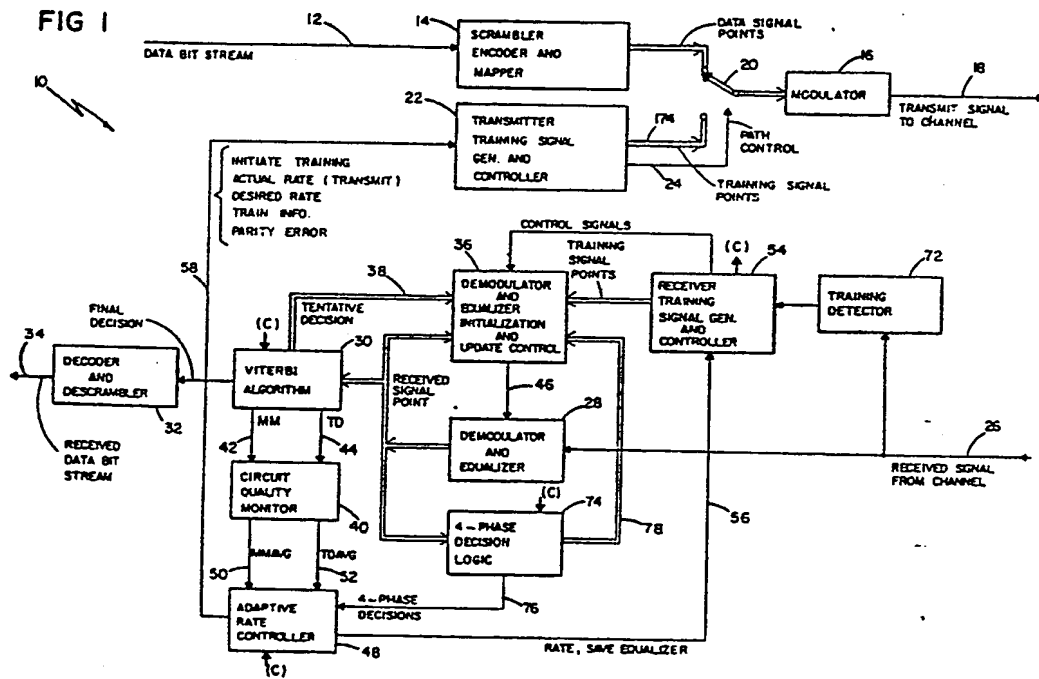 FIG 1
10
12
DATA BIT STREAM
14
SCRAMBLER
ENCODER AND
MAPPER
DATA SIGNAL
POINTS
20
16
MODULATOR
18
TRANSMIT SIGNAL
TO CHANNEL
22
TRANSMITTER
TRAINING SIGNAL
GEN. AND
CONTROLLER
174
24
PATH
CONTROL
TRAINING SIGNAL
POINTS
INITIATE TRAINING
ACTUAL RATE (TRANSMIT)
DESIRED RATE
TRAIN INFO.
PARITY ERROR
58
CONTROL SIGNALS
36
DEMODULATOR
AND
EQUALIZER
INITIALIZATION
AND
UPDATE CONTROL
38
TENTATIVE
DECISION
TRAINING
SIGNAL
POINTS
(C)
54
RECEIVER
TRAINING
SIGNAL GEN.
AND
CONTROLLER
72
TRAINING
DETECTOR
34
FINAL
DECISION
DECODER
AND
DESCRAMBLER
32
RECEIVED
DATA BIT
STREAM
(C)
30
VITERBI
ALGORITHM
RECEIVED
SIGNAL
POINT
46
28
DEMODULATOR
AND
EQUALIZER
26
RECEIVED SIGNAL
FROM CHANNEL
MM
42
TD
44
CIRCUIT
QUALITY
MONITOR
40
(C)
74
4-PHASE
DECISION
LOGIC
78
56
MMAVG
50
TDAVG
52
76
4-PHASE
DECISIONS
ADAPTIVE
RATE
CONTROLLER
48
(C)
RATE, SAVE EQUALIZER